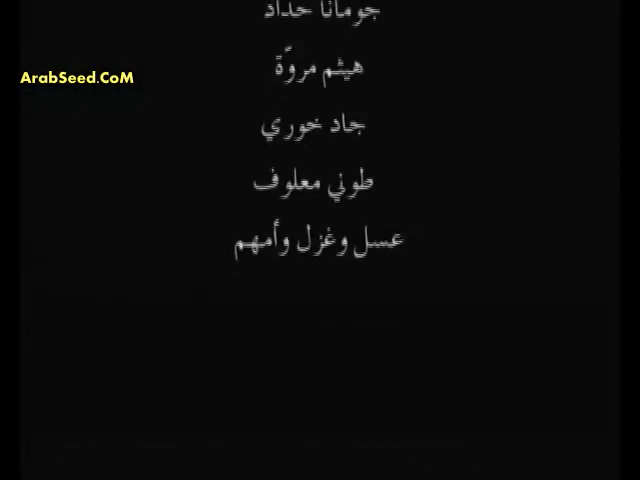 جومانا حداد
هيثم مروّة
ArabSeed.CoM
جاد خوري
طوني معلوف
عسل وغزل وأمهم